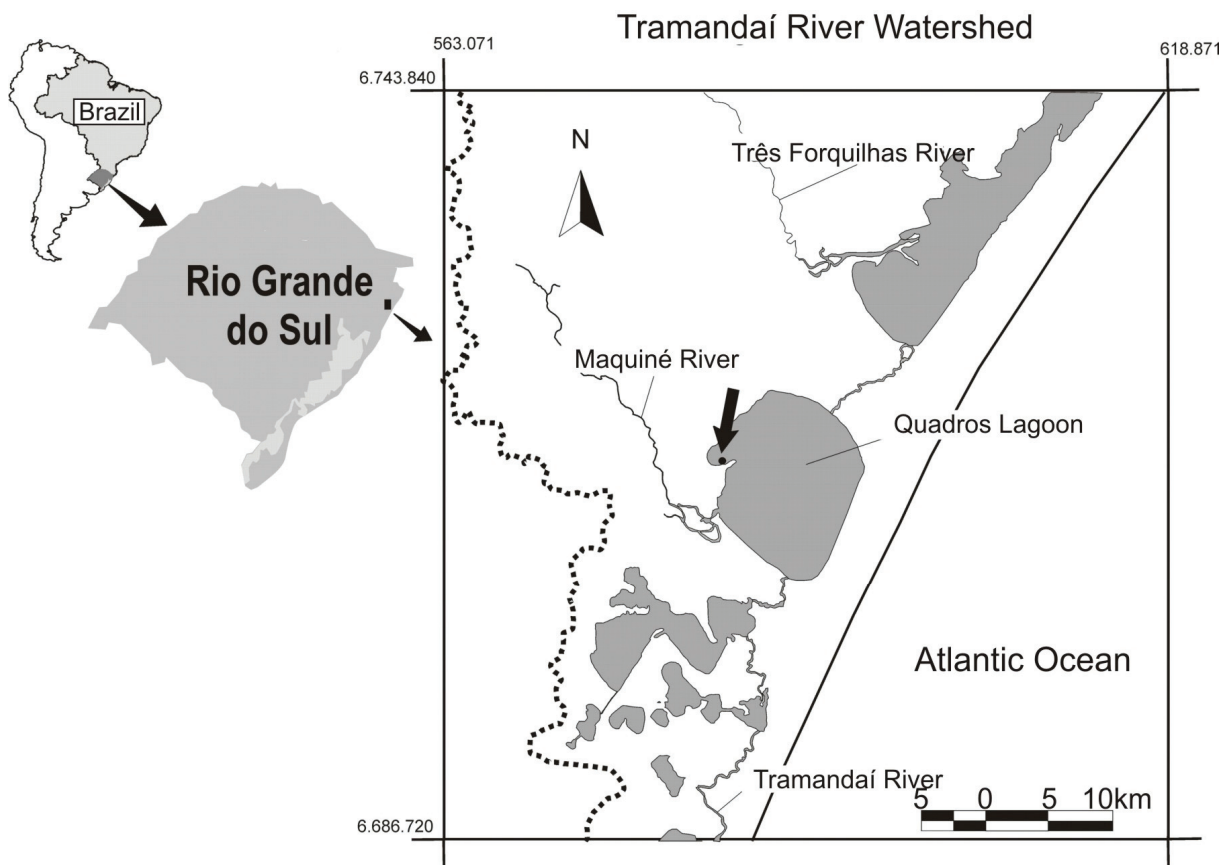 Tramandaí River Watershed
563.071
618.871
6.743.840
Brazil
N
Três Forquilhas River
Rio Grande
do Sul
Maquiné River
Quadros Lagoon
Atlantic Ocean
Tramandaí River
5 0 5 10km
6.686.720